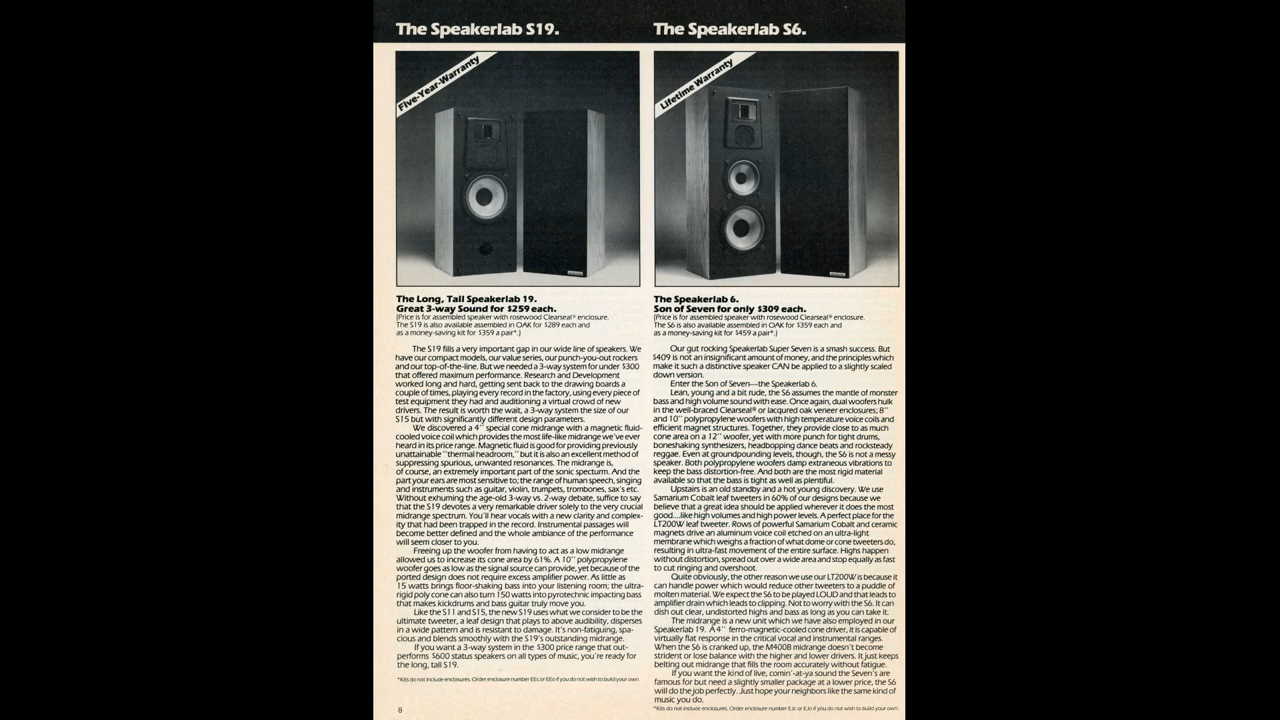 The Speakerlab S19.
Five-Year-Warranty
The Long, Tall Speakerlab 19.
Great 3-way Sound for $259 each.
(Price is for assembled speaker with rosewood Clearseal® enclosure.
The S19 is also available assembled in OAK for $289 each and
as a money-saving kit for $359 a pair*.)
The S19 fills a very important gap in our wide line of speakers. We
have our compact models, our value series, our punch-you-out rockers
and our top-of-the-line. But we needed a 3-way system for under $300
that offered maximum performance. Research and Development
worked long and hard, getting sent back to the drawing boards a
couple of times, playing every record in the factory, using every piece of
test equipment they had and auditioning a virtual crowd of new
drivers. The result is worth the wait, a 3-way system the size of our
S15 but with significantly different design parameters.
We discovered a 4" special cone midrange with a magnetic fluid-
cooled voice coil which provides the most life-like midrange we've ever
heard in its price range. Magnetic fluid is good for providing previously
unattainable "thermal headroom," but it is also an excellent method of
suppressing spurious, unwanted resonances. The midrange is,
of course, an extremely important part of the sonic specturm. And the
part your ears are most sensitive to; the range of human speech, singing
and instruments such as guitar, violin, trumpets, trombones, sax's etc.
Without exhuming the age-old 3-way vs. 2-way debate, suffice to say
that the S19 devotes a very remarkable driver solely to the very crucial
midrange spectrum. You'll hear vocals with a new clarity and complex-
ity that had been trapped in the record. Instrumental passages will
become better defined and the whole ambiance of the performance
will seem closer to you.
Freeing up the woofer from having to act as a low midrange
allowed us to increase its cone area by 61%. A 10" polypropylene
woofer goes as low as the signal source can provide, yet because of the
ported design does not require excess amplifier power. As little as
15 watts brings floor-shaking bass into your listening room; the ultra-
rigid poly cone can also turn 150 watts into pyrotechnic impacting bass
that makes kickdrums and bass guitar truly move you.
Like the S11 and S15, the new S19 uses what we consider to be the
ultimate tweeter, a leaf design that plays to above audibility, disperses
in a wide pattern and is resistant to damage. It's non-fatiguing, spa-
cious and blends smoothly with the S19's outstanding midrange.
If you want a 3-way system in the $300 price range that out-
performs $600 status speakers on all types of music, you're ready for
the long, tall S19.
*Kits do not include enclosures. Order enclosure number EEc or EEo if you do not wish to build your own.
8
The Speakerlab S6.
Lifetime Warranty
The Speakerlab 6.
Son of Seven for only $309 each.
(Price is for assembled speaker with rosewood Clearseal® enclosure.
The S6 is also available assembled in OAK for $359 each and
as a money-saving kit for $459 a pair*.)
Our gut rocking Speakerlab Super Seven is a smash success. But
$409 is not an insignificant amount of money, and the principles which
make it such a distinctive speaker CAN be applied to a slightly scaled
down version.
Enter the Son of Seven—the Speakerlab 6.
Lean, young and a bit rude, the S6 assumes the mantle of monster
bass and high volume sound with ease. Once again, dual woofers hulk
in the well-braced Clearseal® or lacqured oak veneer enclosures; 8"
and 10" polypropylene woofers with high temperature voice coils and
efficient magnet structures. Together, they provide close to as much
cone area on a 12" woofer, yet with more punch for tight drums,
boneshaking synthesizers, headbopping dance beats and rocksteady
reggae. Even at groundpounding levels, though, the S6 is not a messy
speaker. Both polypropylene woofers damp extraneous vibrations to
keep the bass distortion-free. And both are the most rigid material
available so that the bass is tight as well as plentiful.
Upstairs is an old standby and a hot young discovery. We use
Samarium Cobalt leaf tweeters in 60% of our designs because we
believe that a great idea should be applied wherever it does the most
good....like high volumes and high power levels. A perfect place for the
LT200W leaf tweeter. Rows of powerful Samarium Cobalt and ceramic
magnets drive an aluminum voice coil etched on an ultra-light
membrane which weighs a fraction of what dome or cone tweeters do,
resulting in ultra-fast movement of the entire surface. Highs happen
without distortion, spread out over a wide area and stop equally as fast
to cut ringing and overshoot.
Quite obviously, the other reason we use our LT200W is because it
can handle power which would reduce other tweeters to a puddle of
molten material. We expect the S6 to be played LOUD and that leads to
amplifier drain which leads to clipping. Not to worry with the S6. It can
dish out clear, undistorted highs and bass as long as you can take it.
The midrange is a new unit which we have also employed in our
Speakerlab 19. A 4" ferro-magnetic-cooled cone driver, it is capable of
virtually flat response in the critical vocal and instrumental ranges.
When the S6 is cranked up, the M400B midrange doesn't become
strident or lose balance with the higher and lower drivers. It just keeps
belting out midrange that fills the room accurately without fatigue.
If you want the kind of live, comin'-at-ya sound the Seven's are
famous for but need a slightly smaller package at a lower price, the S6
will do the job perfectly. Just hope your neighbors like the same kind of
music you do.
*Kits do not include enclosures. Order enclosure number EJc or EJo if you do not wish to build your own.